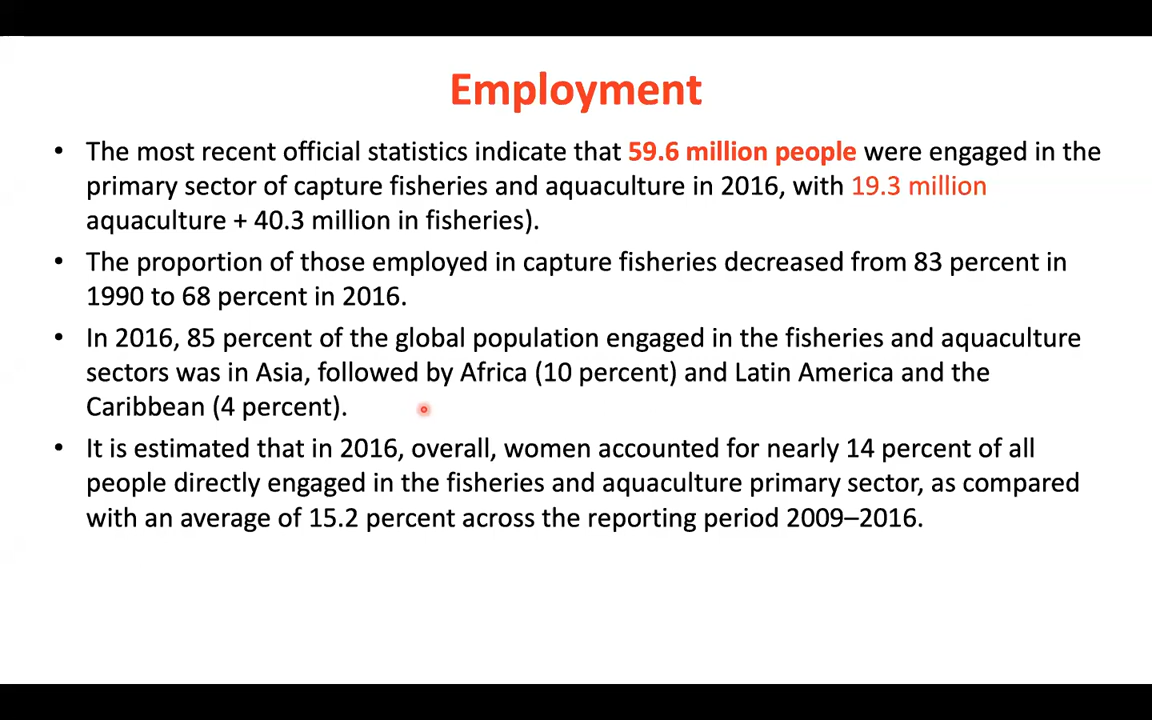 Employment
• The most recent official statistics indicate that 59.6 million people were engaged in the
primary sector of capture fisheries and aquaculture in 2016, with 19.3 million
aquaculture + 40.3 million in fisheries).
• The proportion of those employed in capture fisheries decreased from 83 percent in
1990 to 68 percent in 2016.
• In 2016, 85 percent of the global population engaged in the fisheries and aquaculture
sectors was in Asia, followed by Africa (10 percent) and Latin America and the
Caribbean (4 percent).
• It is estimated that in 2016, overall, women accounted for nearly 14 percent of all
people directly engaged in the fisheries and aquaculture primary sector, as compared
with an average of 15.2 percent across the reporting period 2009–2016.